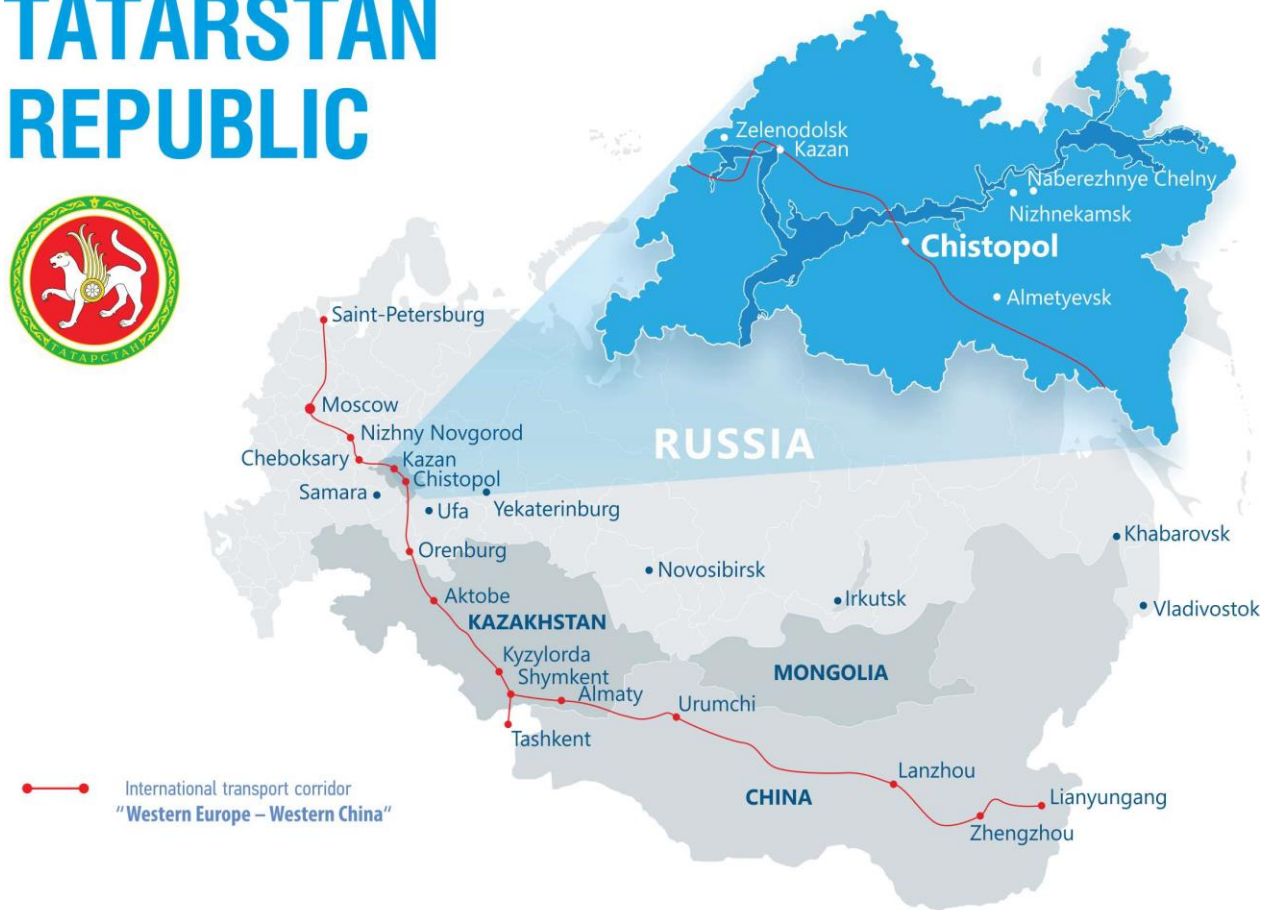 TATARSTAN
REPUBLIC
ТАТАРСТАН
Zelenodolsk
Kazan
Naberezhnye Chelny
Nizhnekamsk
Chistopol
Almetyevsk
Saint-Petersburg
Moscow
Nizhny Novgorod
Cheboksary
Kazan
Chistopol
RUSSIA
Samara
Ufa
Yekaterinburg
Orenburg
Khabarovsk
Novosibirsk
Aktobe
Irkutsk
Vladivostok
KAZAKHSTAN
Kyzylorda
Shymkent
MONGOLIA
Almaty
Urumchi
Tashkent
Lanzhou
CHINA
Lianyungang
Zhengzhou
International transport corridor
"Western Europe – Western China"